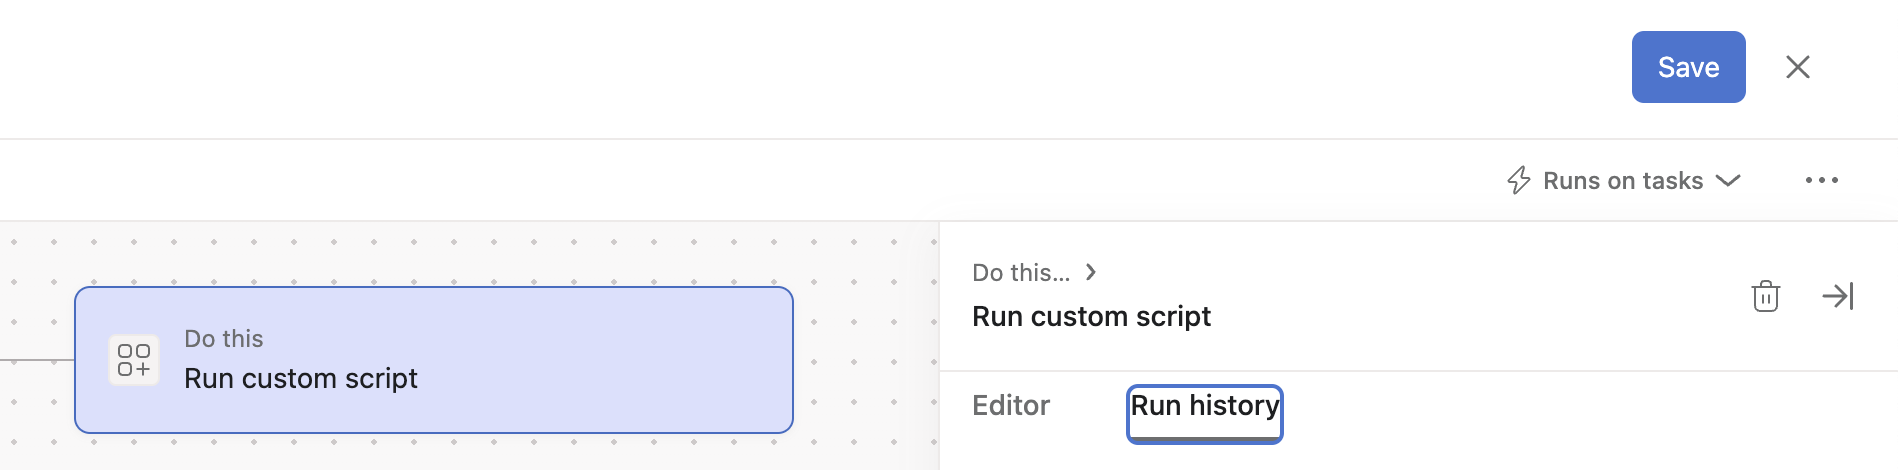 Save
Runs on tasks
Do this... >
Run custom script
Do this
Run custom script
Editor
Run history